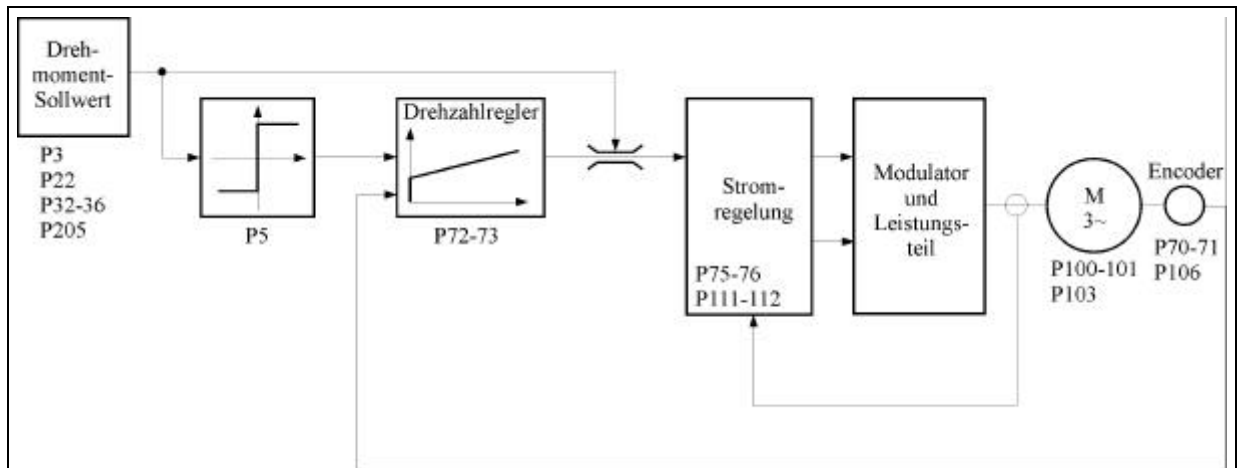 Dreh-
moment-
Sollwert
P3
P22
P32-36
P205
P5
Drehzahlregler
P72-73
Strom-
regelung
P75-76
P111-112
Modulator
und
Leistungs-
teil
M
3~
P100-101
P103
Encoder
P70-71
P106